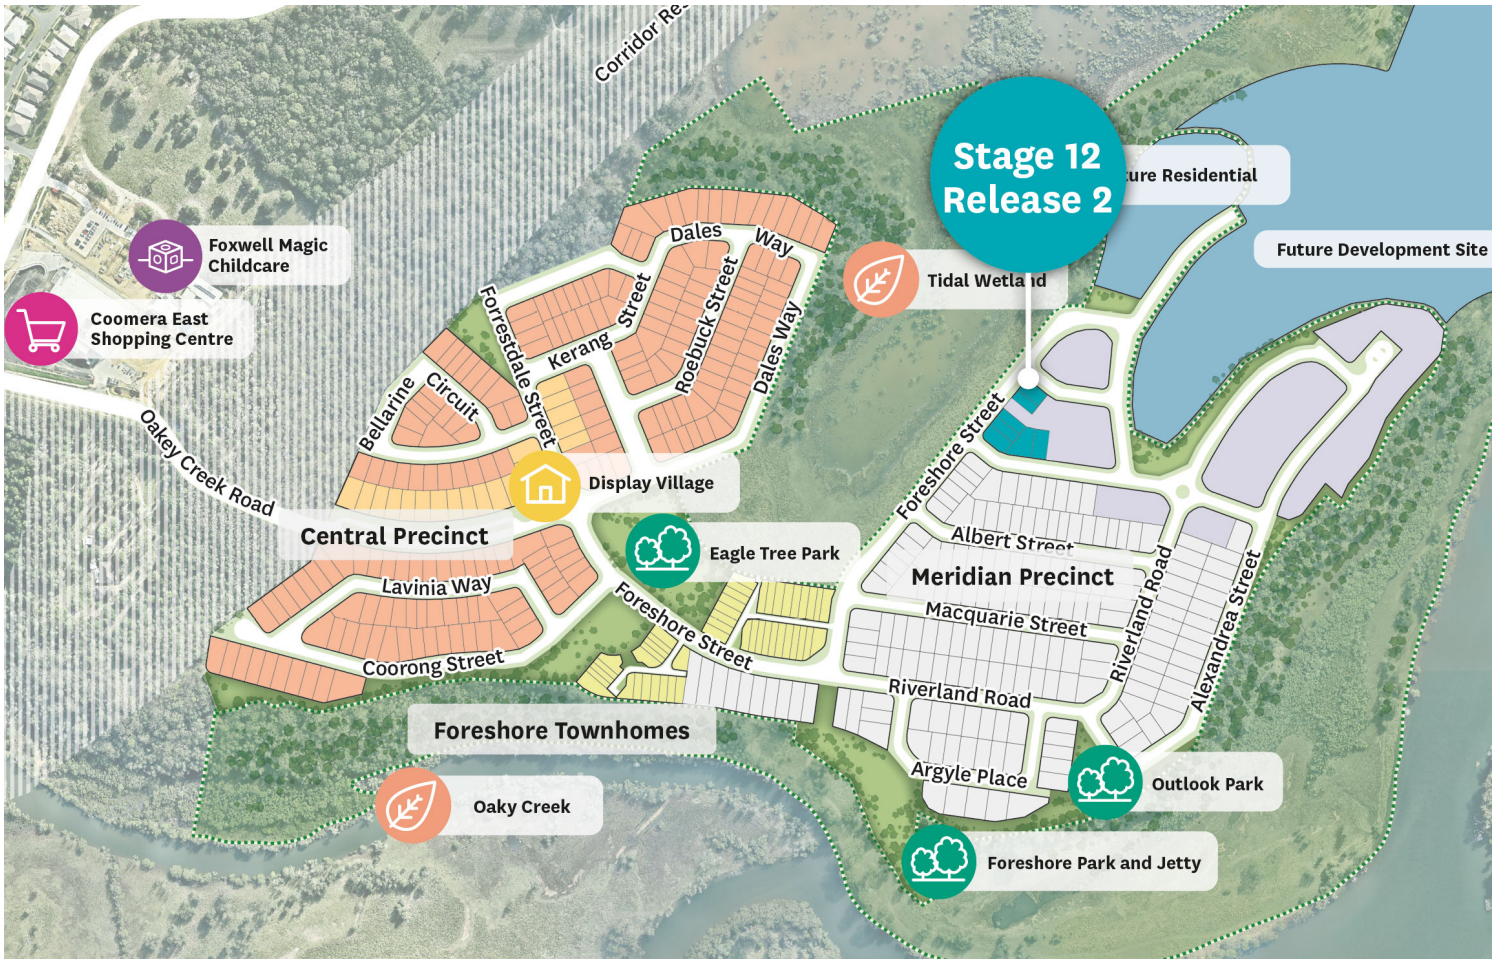 Corridor Res
Stage 12
Release 2
ture Residential
Future Development Site
Foxwell Magic
Childcare
Coomera East
Shopping Centre
Tidal Wetland
Dales Way
Roebuck Street
Dales Way
Kerang Street
Forrestdale Street
Bellarine Circuit
Oakey Creek Road
Display Village
Central Precinct
Eagle Tree Park
Lavinia Way
Coorong Street
Foreshore Street
Foreshore Street
Albert Street
Meridian Precinct
Macquarie Street
Riverland Road
Riverland Road
Alexandrea Street
Argyle Place
Foreshore Townhomes
Oaky Creek
Outlook Park
Foreshore Park and Jetty